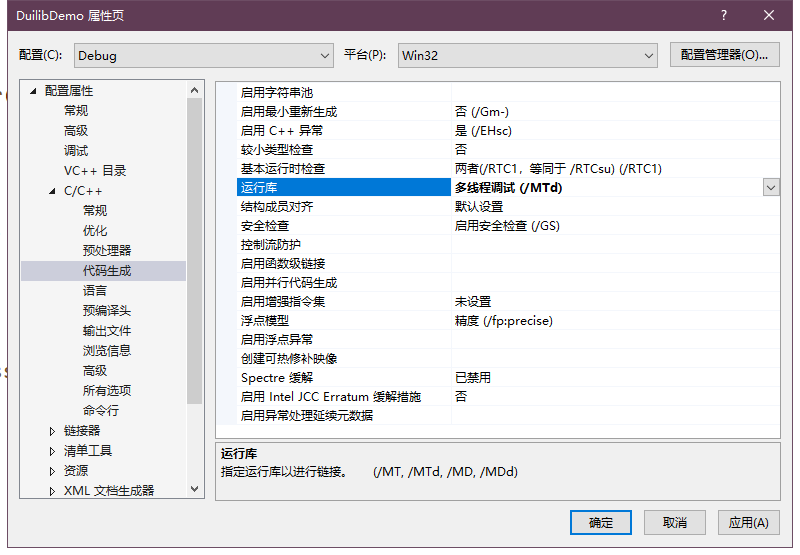 DuilibDemo 属性页
配置(C): Debug 平台(P): Win32 配置管理器(O)...
配置属性
常规
高级
调试
VC++ 目录
C/C++
常规
优化
预处理器
代码生成
语言
预编译头
输出文件
浏览信息
高级
所有选项
命令行
链接器
清单工具
资源
XML 文档生成器
启用字符串池
启用最小重新生成 否 (/Gm-)
启用 C++ 异常 是 (/EHsc)
较小类型检查 否
基本运行时检查 两者(/RTC1，等同于 /RTCsu) (/RTC1)
运行库 多线程调试 (/MTd)
结构成员对齐 默认设置
安全检查 启用安全检查 (/GS)
控制流防护
启用函数级链接
启用并行代码生成
启用增强指令集 未设置
浮点模型 精度 (/fp:precise)
启用浮点异常
创建可热修补映像
Spectre 缓解 已禁用
启用 Intel JCC Erratum 缓解措施 否
启用异常处理延续元数据
运行库
指定运行库以进行链接。 (/MT, /MTd, /MD, /MDd)
确定 取消 应用(A)